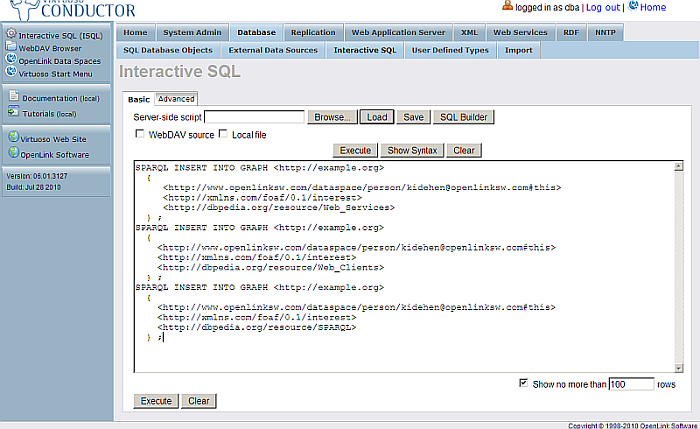 VIRTUOSO
CONDUCTOR
logged in as dba | Log out | Home
Interactive SQL (ISQL)
WebDAV Browser
OpenLink Data Spaces
Virtuoso Start Menu
Documentation (local)
Tutorials (local)
Virtuoso Web Site
OpenLink Software
Version: 06.01.3127
Build: Jul 28 2010
Home System Admin Database Replication Web Application Server XML Web Services RDF NNTP
SQL Database Objects External Data Sources Interactive SQL User Defined Types Import
Interactive SQL
Basic Advanced
Server-side script Browse... Load Save SQL Builder
WebDAV source Local file
Execute Show Syntax Clear
SPARQL INSERT INTO GRAPH <http://example.org>
{
<http://www.openlinksw.com/dataspace/person/kidehen@openlinksw.com#this>
<http://xmlns.com/foaf/0.1/interest>
<http://dbpedia.org/resource/Web_Services>
} ;
SPARQL INSERT INTO GRAPH <http://example.org>
{
<http://www.openlinksw.com/dataspace/person/kidehen@openlinksw.com#this>
<http://xmlns.com/foaf/0.1/interest>
<http://dbpedia.org/resource/Web_Clients>
} ;
SPARQL INSERT INTO GRAPH <http://example.org>
{
<http://www.openlinksw.com/dataspace/person/kidehen@openlinksw.com#this>
<http://xmlns.com/foaf/0.1/interest>
<http://dbpedia.org/resource/SPARQL>
} ;
Show no more than 100 rows
Execute Clear
Copyright © 1998-2010 OpenLink Software